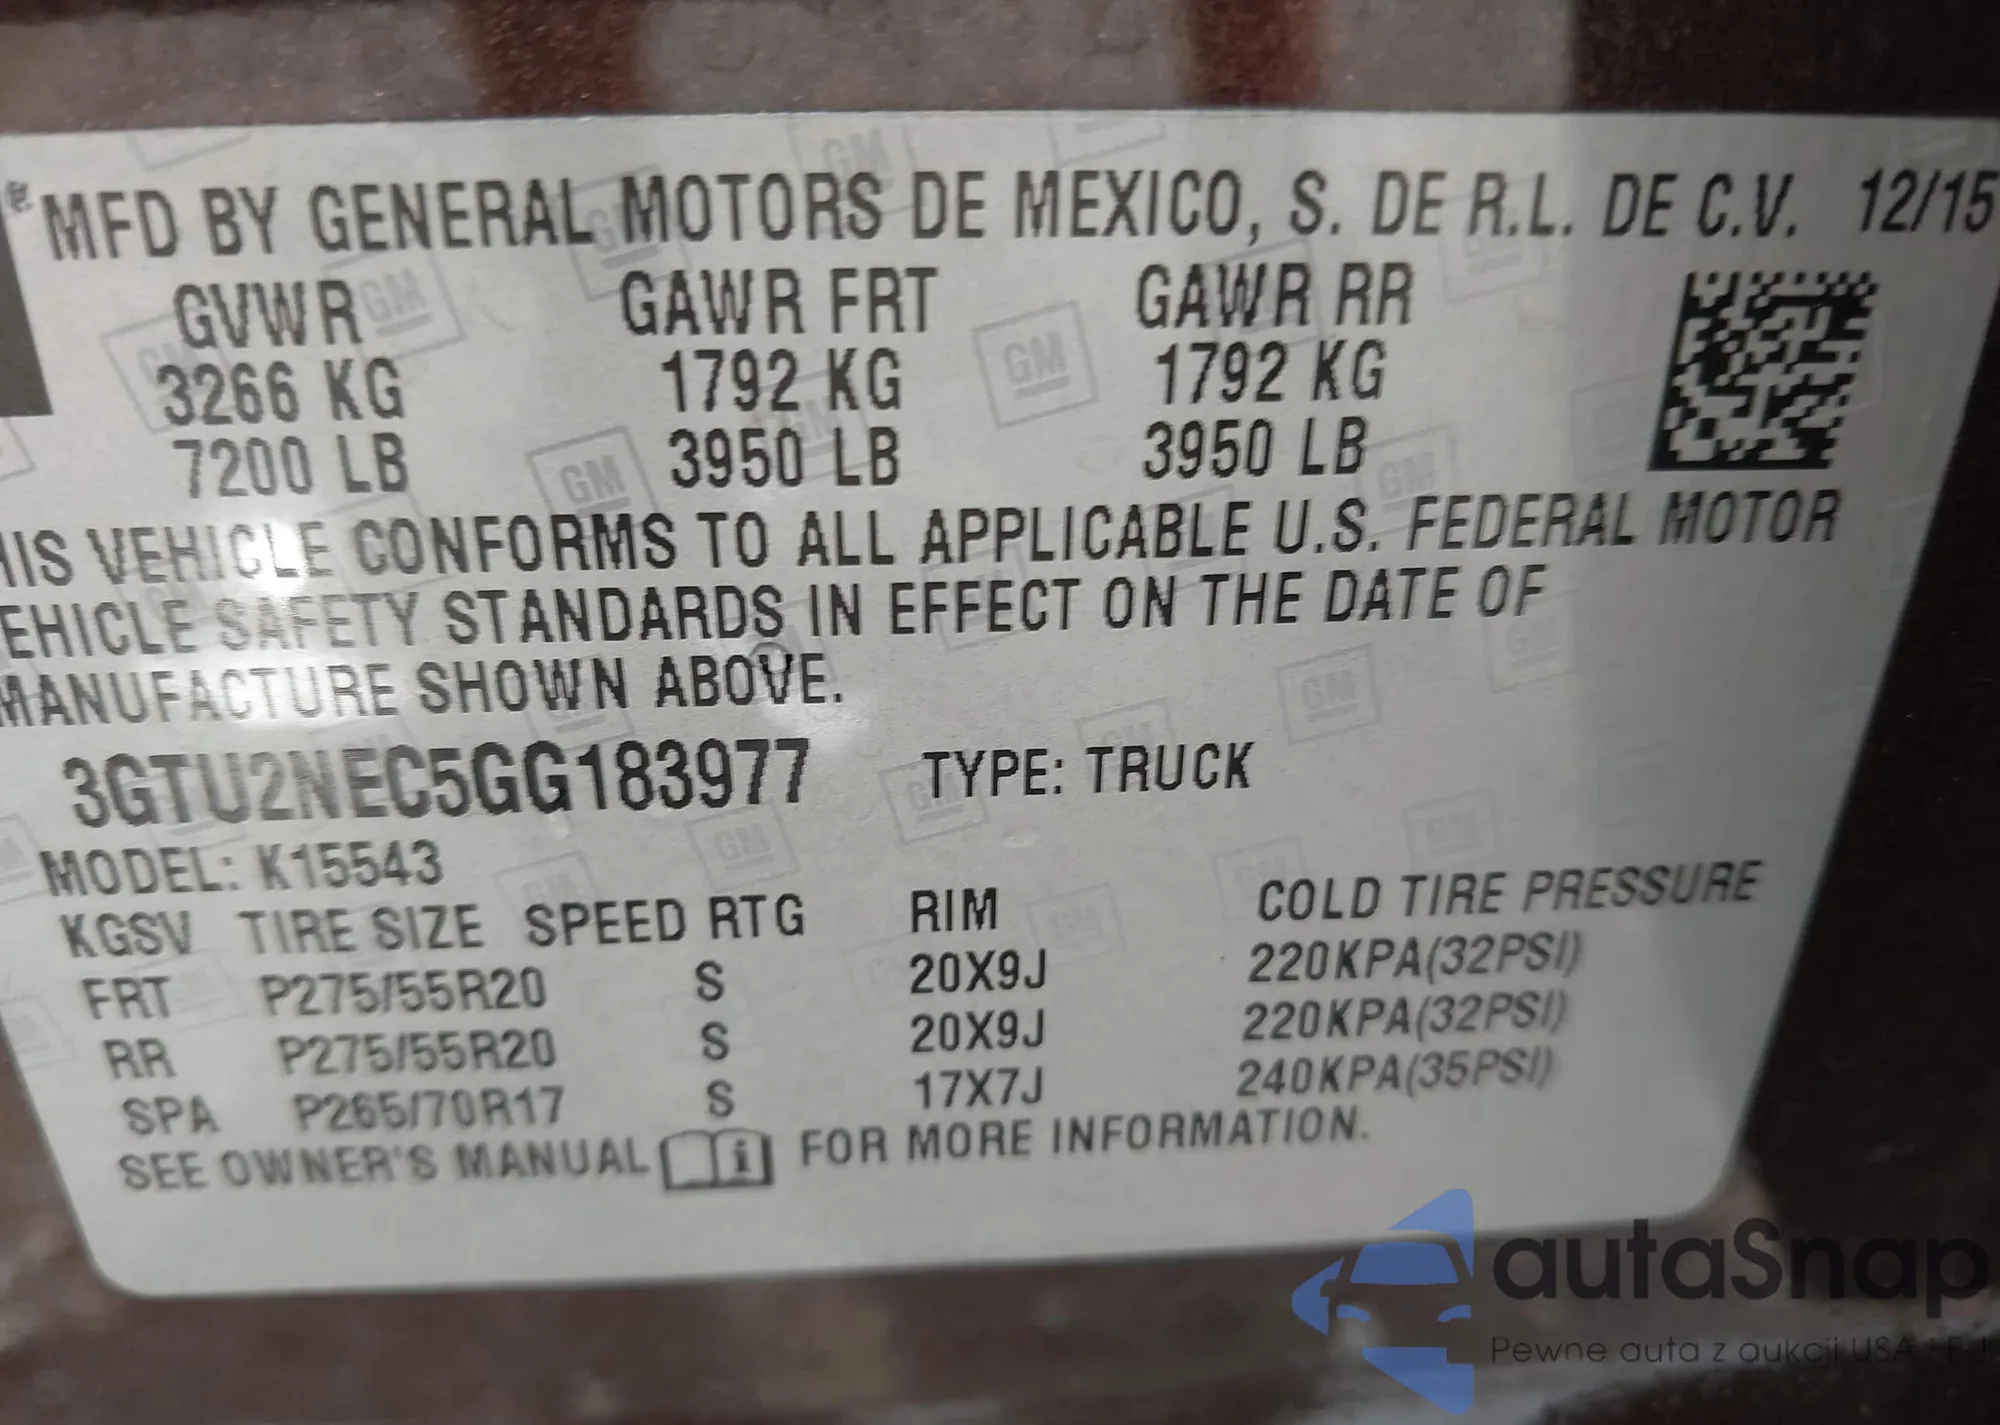 MFD BY GENERAL MOTORS DE MEXICO, S. DE R.L. DE C.V. 12/15
GVWR GAWR FRT GAWR RR
3266 KG 1792 KG 1792 KG
7200 LB 3950 LB 3950 LB
HIS VEHICLE CONFORMS TO ALL APPLICABLE U.S. FEDERAL MOTOR
EHICLE SAFETY STANDARDS IN EFFECT ON THE DATE OF
MANUFACTURE SHOWN ABOVE.
3GTU2NEC5GG183977 TYPE: TRUCK
MODEL: K15543
KGSV TIRE SIZE SPEED RTG RIM COLD TIRE PRESSURE
FRT P275/55R20 S 20X9J 220KPA(32PSI)
RR P275/55R20 S 20X9J 220KPA(32PSI)
SPA P265/70R17 S 17X7J 240KPA(35PSI)
SEE OWNER'S MANUAL i FOR MORE INFORMATION.
autaSnap
Pewne auta z aukcji USA